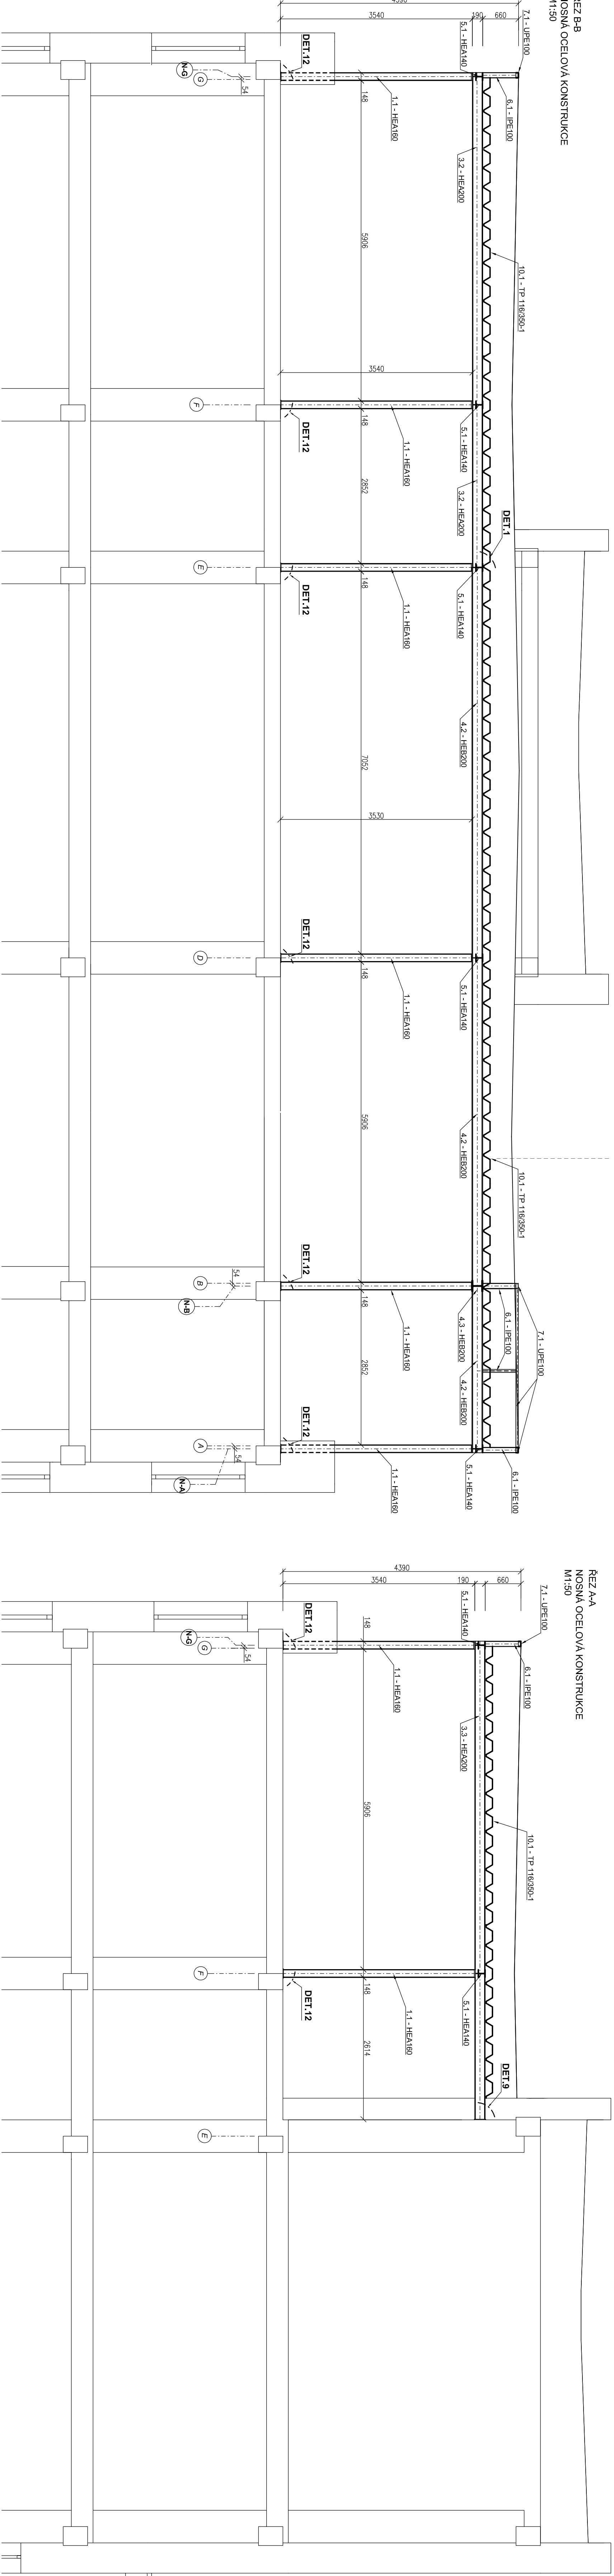 ŘEZ B-B
NOSNÁ OCELOVÁ KONSTRUKCE
M1:50
7.1 - UPE100
6.1 - IPE100
10.1 - TP 116/350-1
DET.1
10.1 - TP 116/350-1
7.1 - UPE100
6.1 - IPE100
6.1 - IPE100
4390
660
190
3540
5.1 - HEA140
3.2 - HEA200
5.1 - HEA140
3.2 - HEA200
5.1 - HEA140
4.2 - HEB200
5.1 - HEA140
4.2 - HEB200
4.3 - HEB200
4.2 - HEB200
5.1 - HEA140
1.1 - HEA160
1.1 - HEA160
1.1 - HEA160
1.1 - HEA160
1.1 - HEA160
1.1 - HEA160
3540
3530
148
5906
148
2852
148
7052
148
5906
148
2852
DET.12
DET.12
DET.12
DET.12
DET.12
DET.12
54
54
54
G
F
E
D
B
A
N-G
N-B
N-A
ŘEZ A-A
NOSNÁ OCELOVÁ KONSTRUKCE
M1:50
7.1 - UPE100
6.1 - IPE100
10.1 - TP 116/350-1
DET.9
4390
660
190
3540
5.1 - HEA140
3.3 - HEA200
5.1 - HEA140
1.1 - HEA160
1.1 - HEA160
148
5906
148
2614
DET.12
DET.12
54
G
F
E
N-G